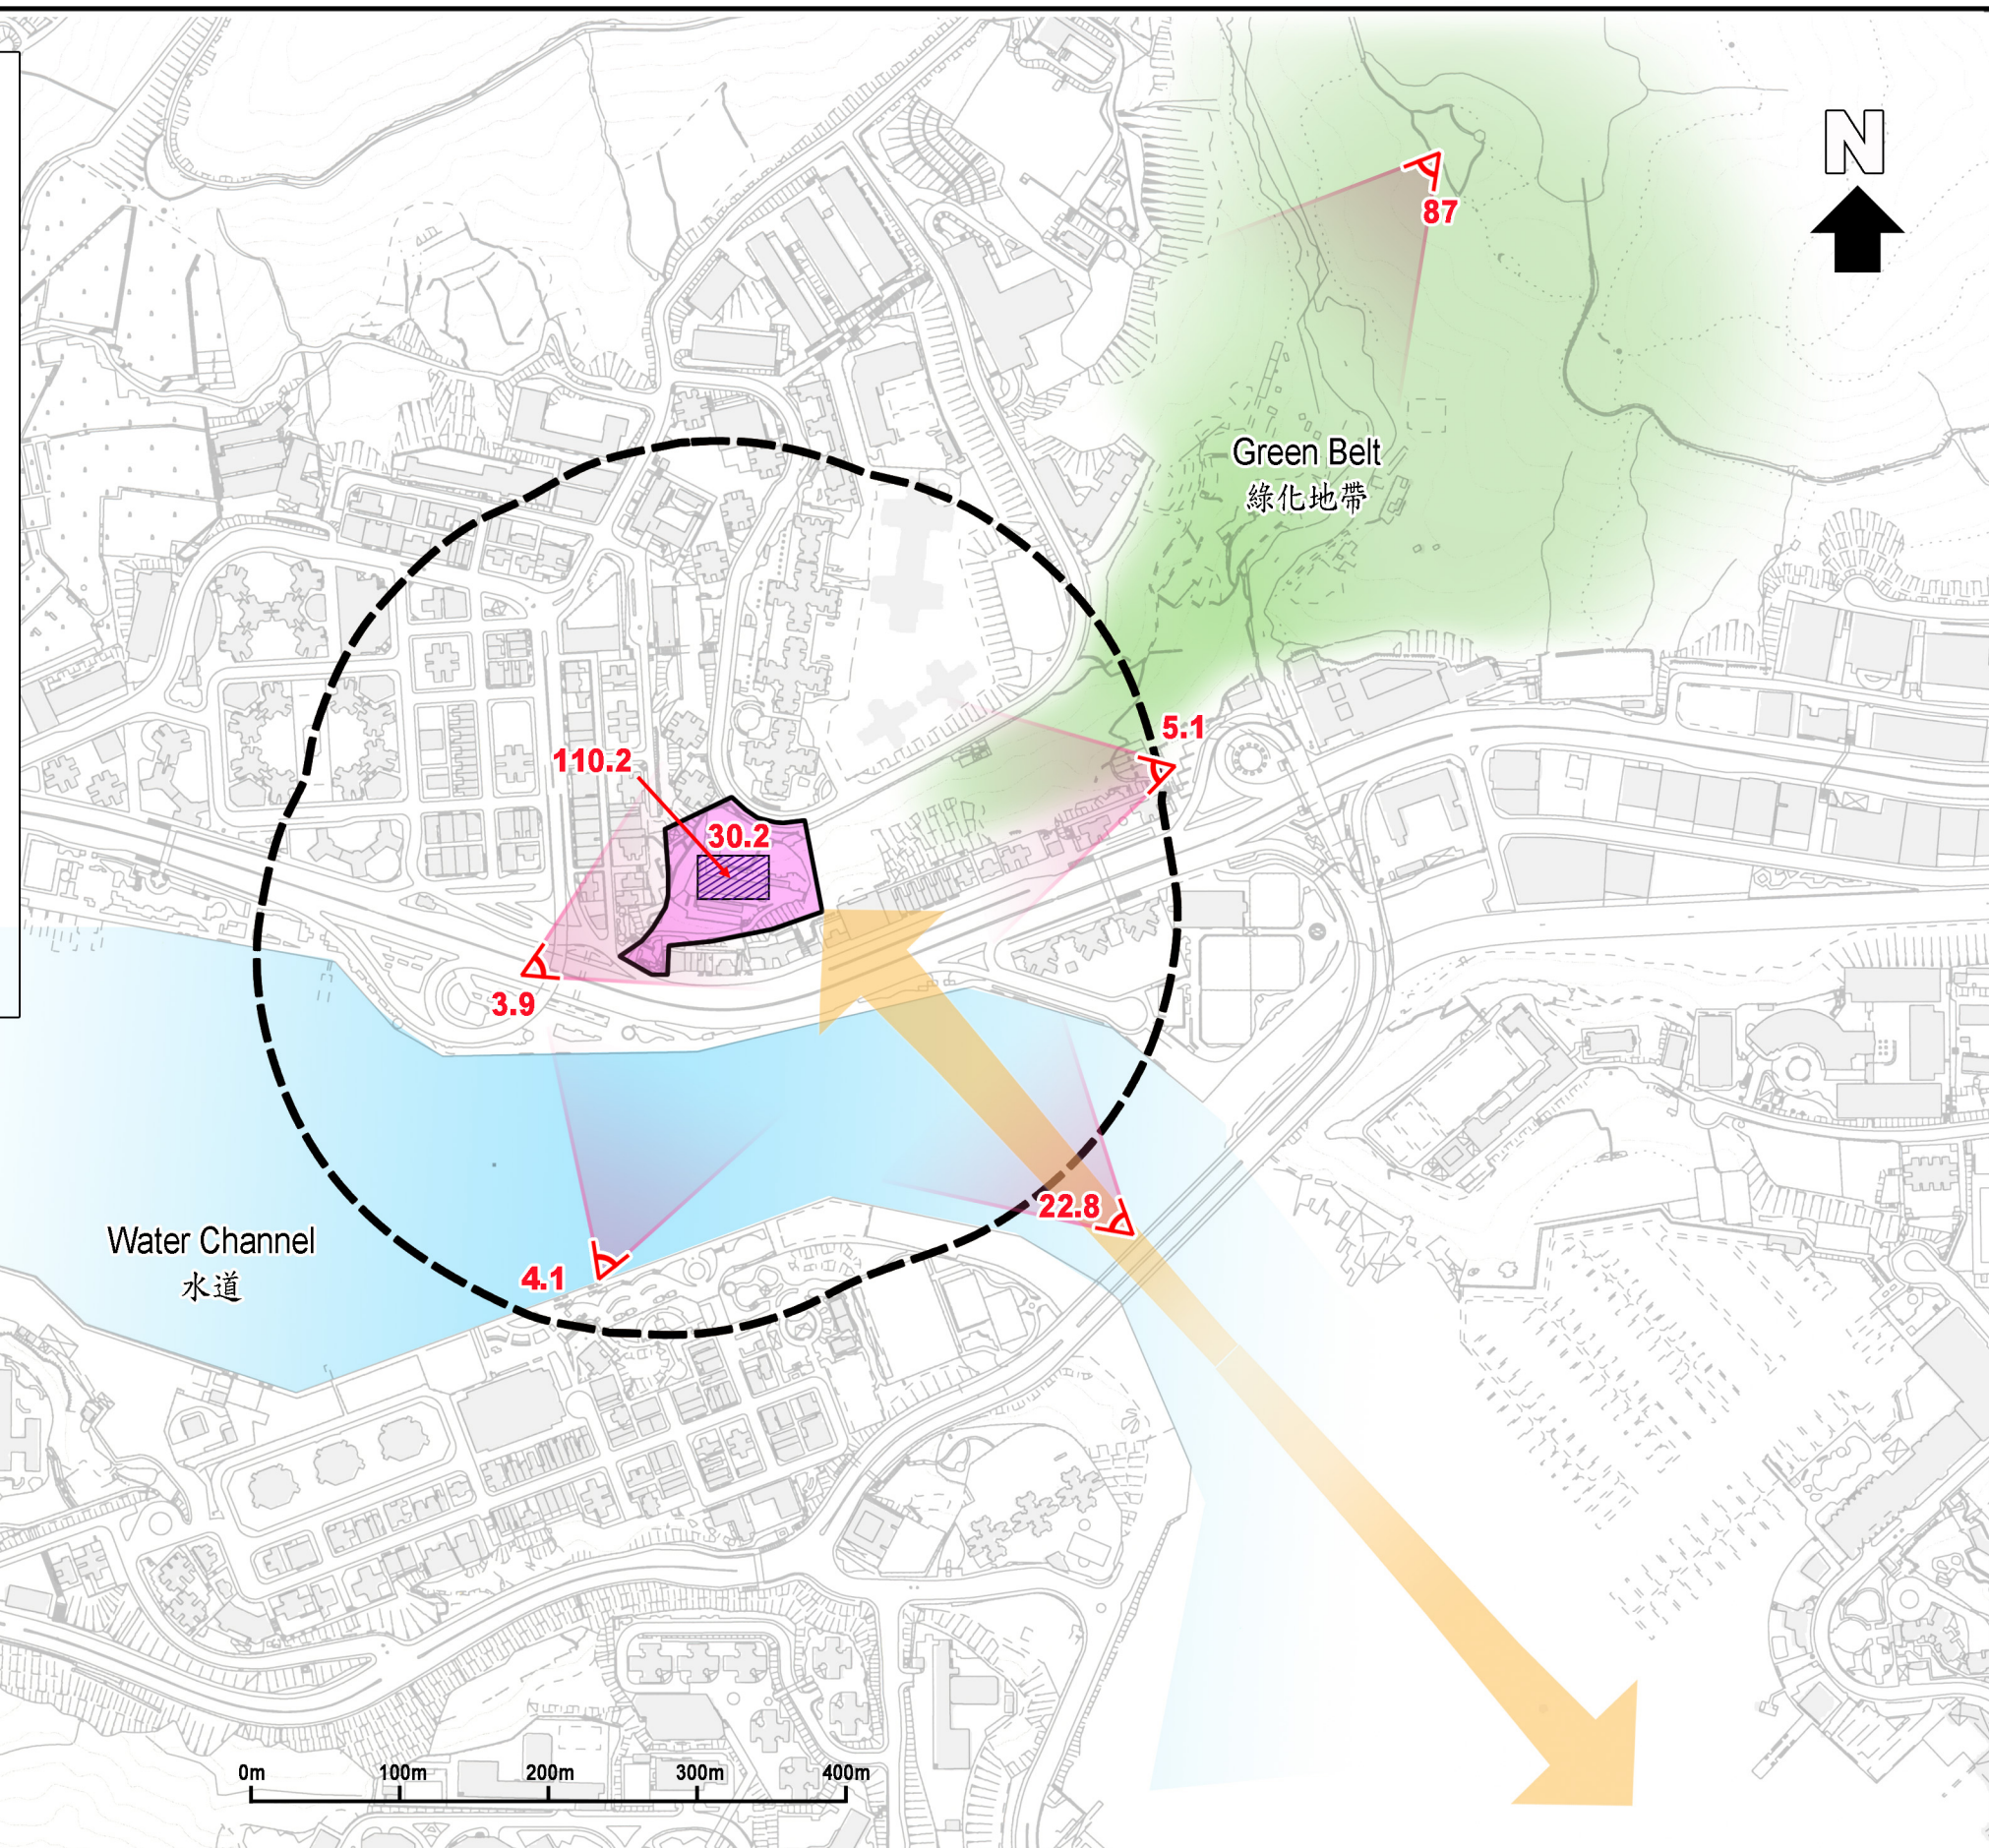 N
87
Green Belt
綠化地帶
5.1
110.2
30.2
3.9
22.8
4.1
Water Channel
水道
0m 100m 200m 300m 400m